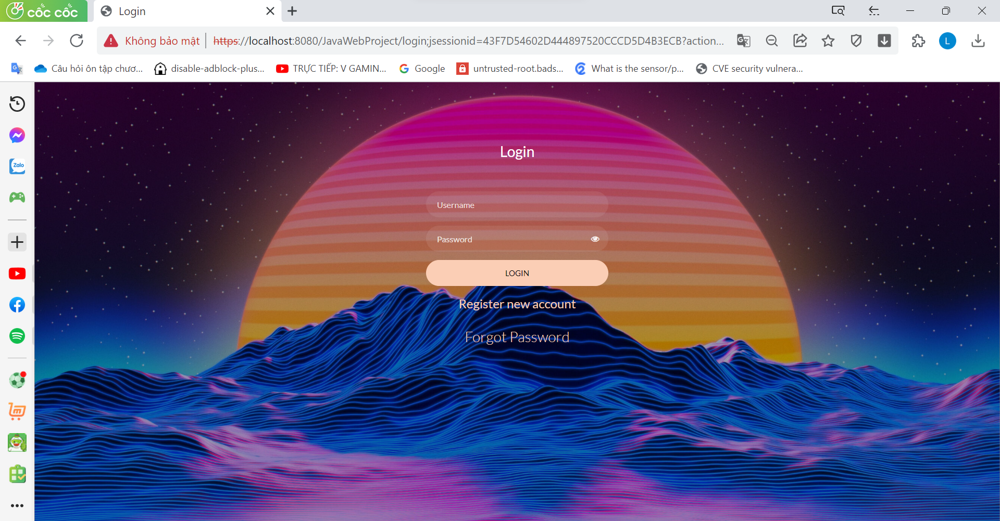 cốc cốc
Login
Không bảo mật https://localhost:8080/JavaWebProject/login;jsessionid=43F7D54602D444897520CCCD5D4B3ECB?action...
L
Câu hỏi ôn tập chươ...
disable-adblock-plus...
TRỰC TIẾP: V GAMIN...
Google
untrusted-root.bads...
What is the sensor/p...
CVE security vulnera...
Zalo
Login
Username
Password
LOGIN
Register new account
Forgot Password